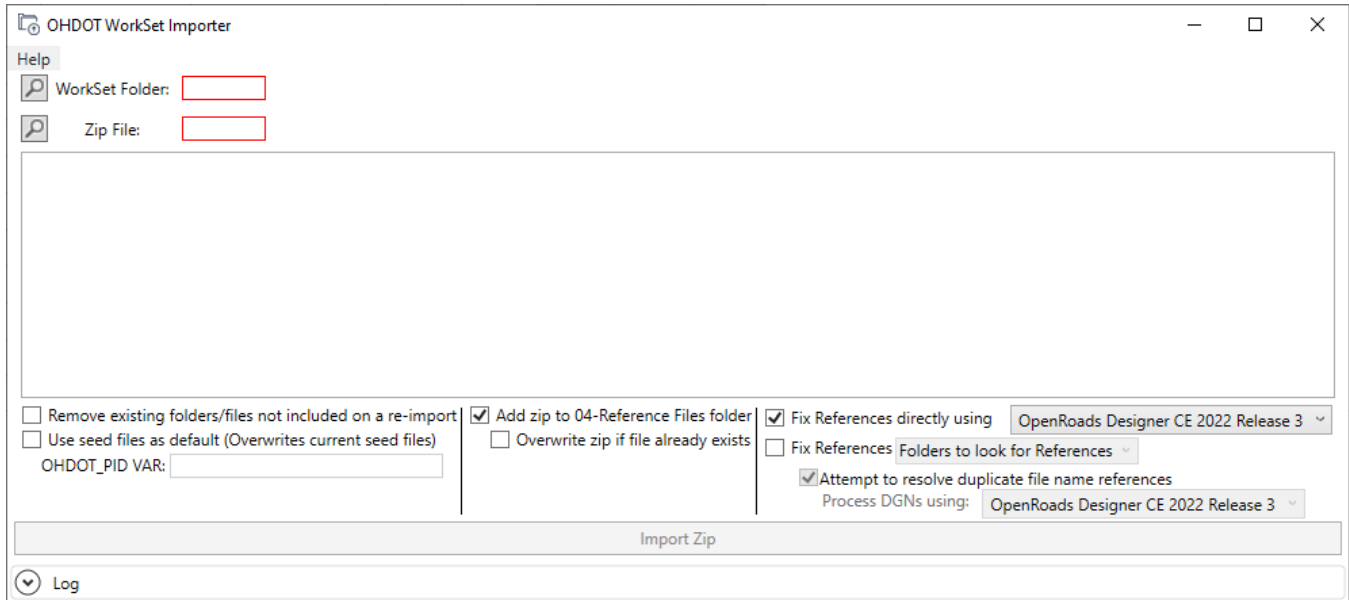 OHDOT WorkSet Importer
Help
WorkSet Folder:
Zip File:
Remove existing folders/files not included on a re-import
Use seed files as default (Overwrites current seed files)
OHDOT_PID VAR:
Add zip to 04-Reference Files folder
Overwrite zip if file already exists
Fix References directly using OpenRoads Designer CE 2022 Release 3
Fix References Folders to look for References
Attempt to resolve duplicate file name references
Process DGNs using: OpenRoads Designer CE 2022 Release 3
Import Zip
Log